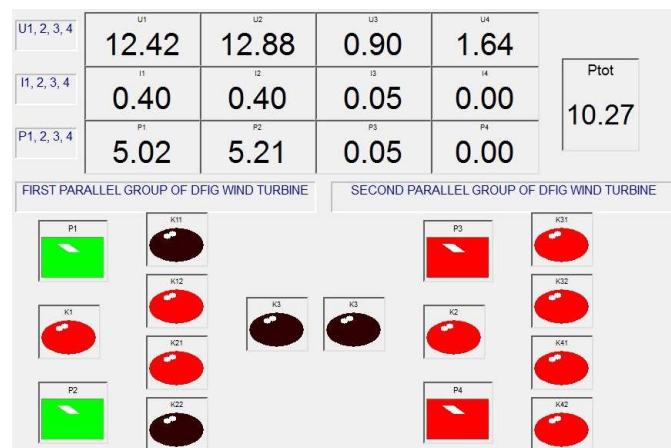 U1, 2, 3, 4
U1 U2 U3 U4
12.42 12.88 0.90 1.64
Ptot
10.27
I1, 2, 3, 4
I1 I2 I3 I4
0.40 0.40 0.05 0.00
P1, 2, 3, 4
P1 P2 P3 P4
5.02 5.21 0.05 0.00
FIRST PARALLEL GROUP OF DFIG WIND TURBINE
SECOND PARALLEL GROUP OF DFIG WIND TURBINE
P1 K11 P3 K31
K12 K32
K1 K3 K3 K2
K21 K41
P2 K22 P4 K42